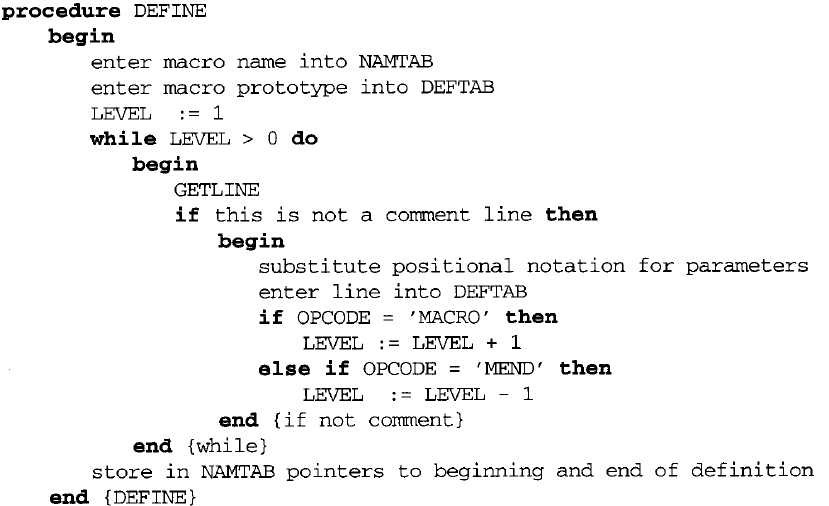 procedure DEFINE
begin
enter macro name into NAMTAB
enter macro prototype into DEFTAB
LEVEL := 1
while LEVEL > 0 do
begin
GETLINE
if this is not a comment line then
begin
substitute positional notation for parameters
enter line into DEFTAB
if OPCODE = 'MACRO' then
LEVEL := LEVEL + 1
else if OPCODE = 'MEND' then
LEVEL := LEVEL - 1
end {if not comment}
end {while}
store in NAMTAB pointers to beginning and end of definition
end {DEFINE}